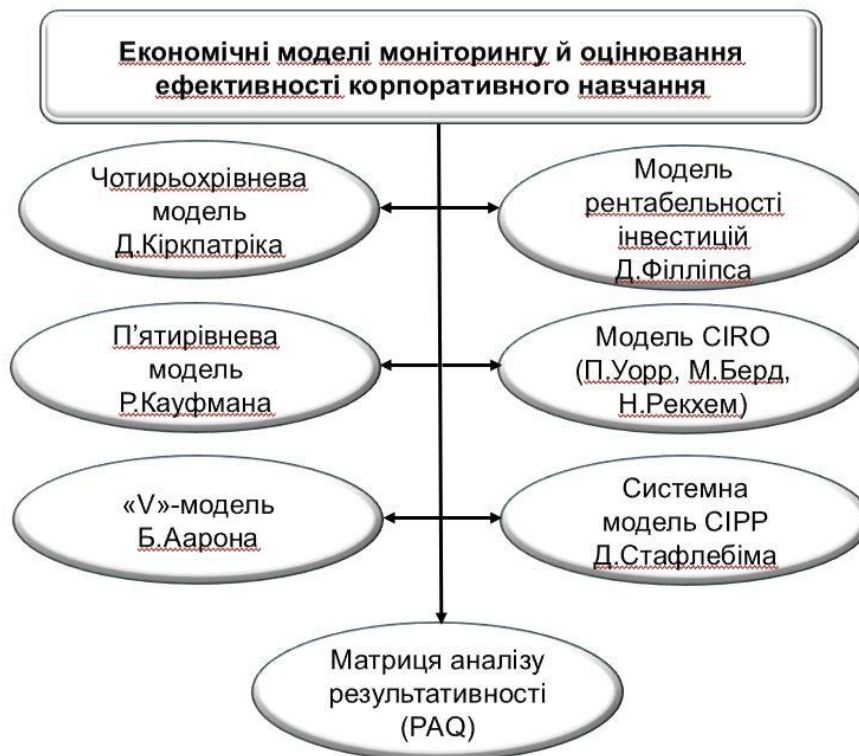 Економічні моделі моніторингу й оцінювання
ефективності корпоративного навчання
Чотирьохрівнева
модель
Д.Кіркпатріка
Модель
рентабельності
інвестицій
Д.Філліпса
П’ятирівнева
модель
Р.Кауфмана
Модель CIRO
(П.Уорр, М.Берд,
Н.Рекхем)
«V»-модель
Б.Аарона
Системна
модель CIPP
Д.Стафлебіма
Матриця аналізу
результативності
(PAQ)